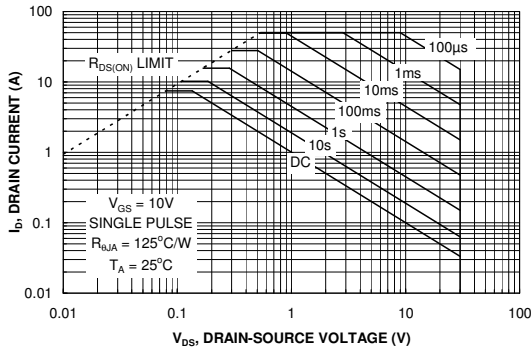 100
10
1
0.1
0.01
I_D, DRAIN CURRENT (A)
R_DS(ON) LIMIT
100µs
1ms
10ms
100ms
1s
10s
DC
V_GS = 10V
SINGLE PULSE
R_θJA = 125°C/W
T_A = 25°C
0.01
0.1
1
10
100
V_DS, DRAIN-SOURCE VOLTAGE (V)